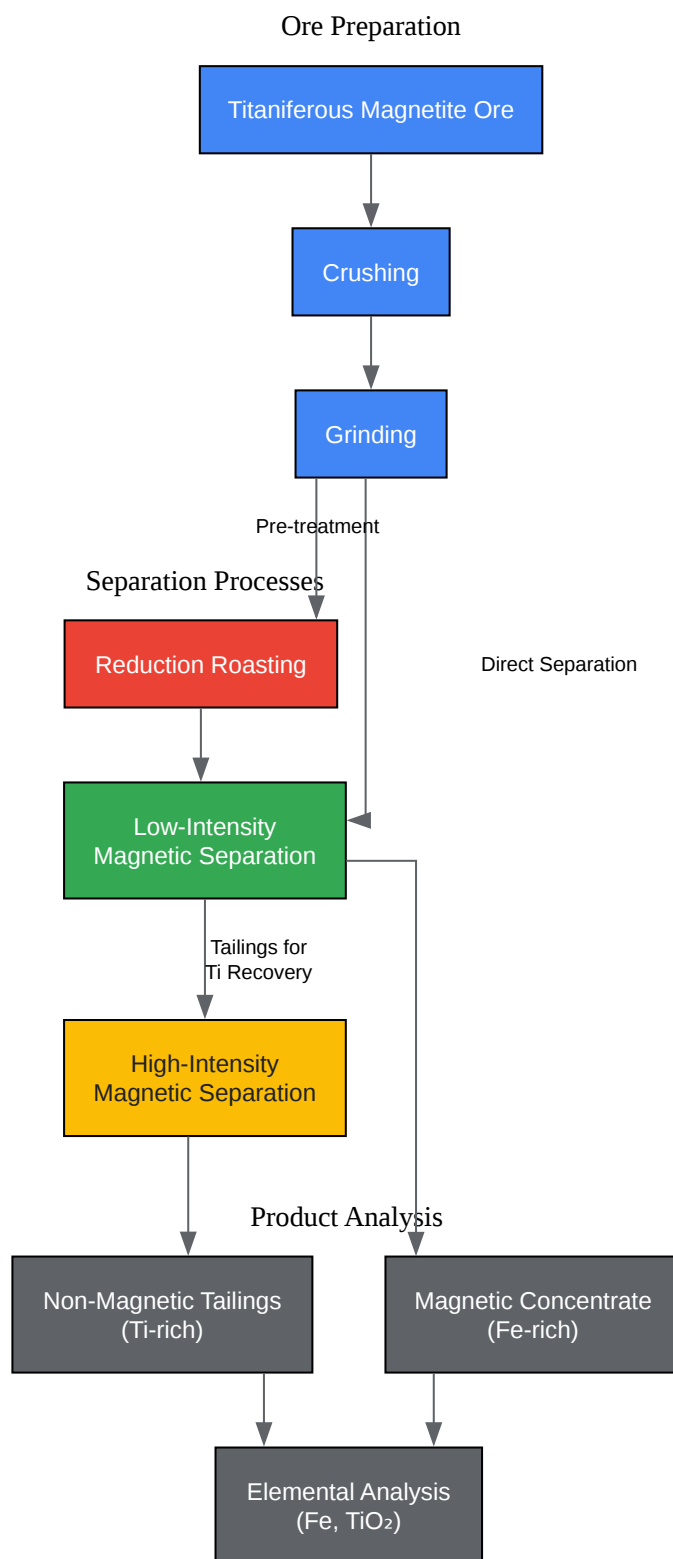 Ore Preparation
Titaniferous Magnetite Ore
Crushing
Grinding
Pre-treatment
Separation Processes
Reduction Roasting
Direct Separation
Low-Intensity
Magnetic Separation
Tailings for
Ti Recovery
High-Intensity
Magnetic Separation
Product Analysis
Non-Magnetic Tailings
(Ti-rich)
Magnetic Concentrate
(Fe-rich)
Elemental Analysis
(Fe, TiO₂)